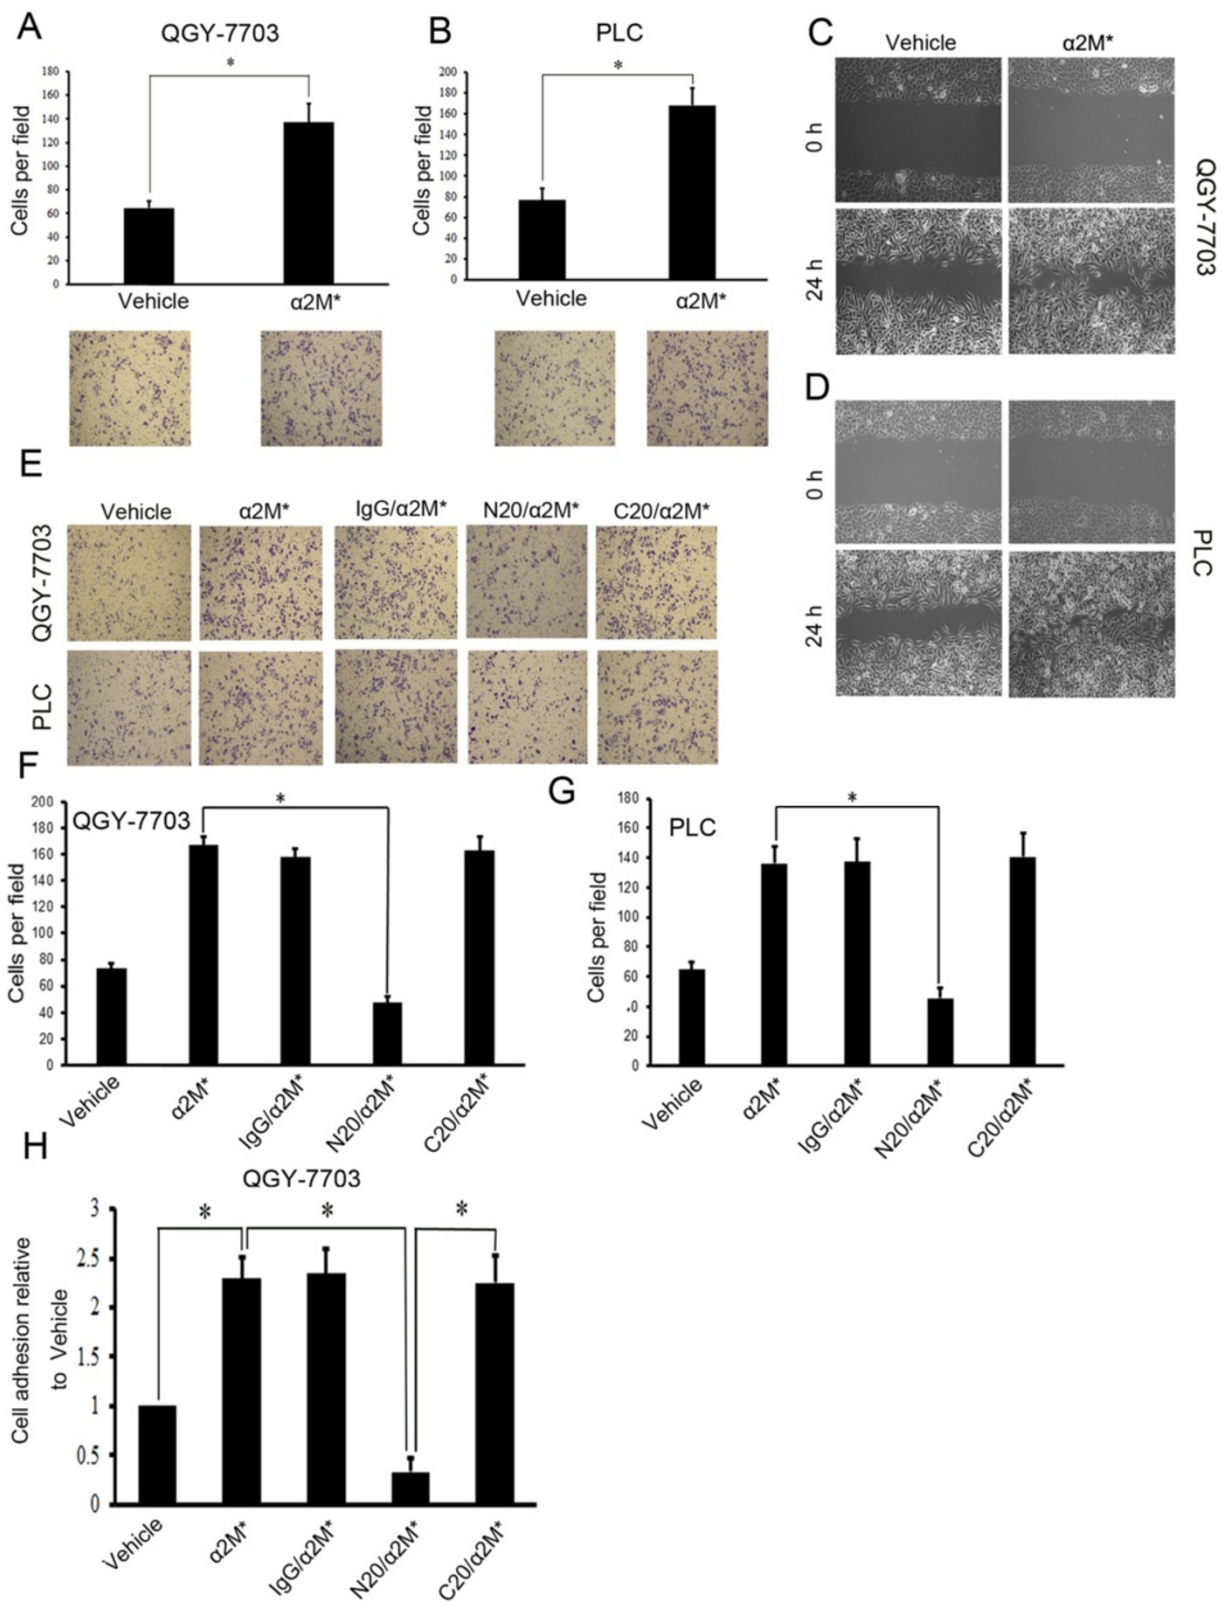 A
QGY-7703
*
Cells per field
180
160
140
120
100
80
60
40
20
0
Vehicle
α2M*
B
PLC
*
Cells per field
200
180
160
140
120
100
80
60
40
20
0
Vehicle
α2M*
C
Vehicle
α2M*
0 h
24 h
QGY-7703
D
0 h
24 h
PLC
E
Vehicle
α2M*
IgG/α2M*
N20/α2M*
C20/α2M*
QGY-7703
PLC
F
QGY-7703
*
Cells per field
200
180
160
140
120
100
80
60
40
20
0
Vehicle
α2M*
IgG/α2M*
N20/α2M*
C20/α2M*
G
PLC
*
Cells per field
180
160
140
120
100
80
60
40
20
0
Vehicle
α2M*
IgG/α2M*
N20/α2M*
C20/α2M*
H
QGY-7703
*
*
*
Cell adhesion relative
to Vehicle
3
2.5
2
1.5
1
0.5
0
Vehicle
α2M*
IgG/α2M*
N20/α2M*
C20/α2M*